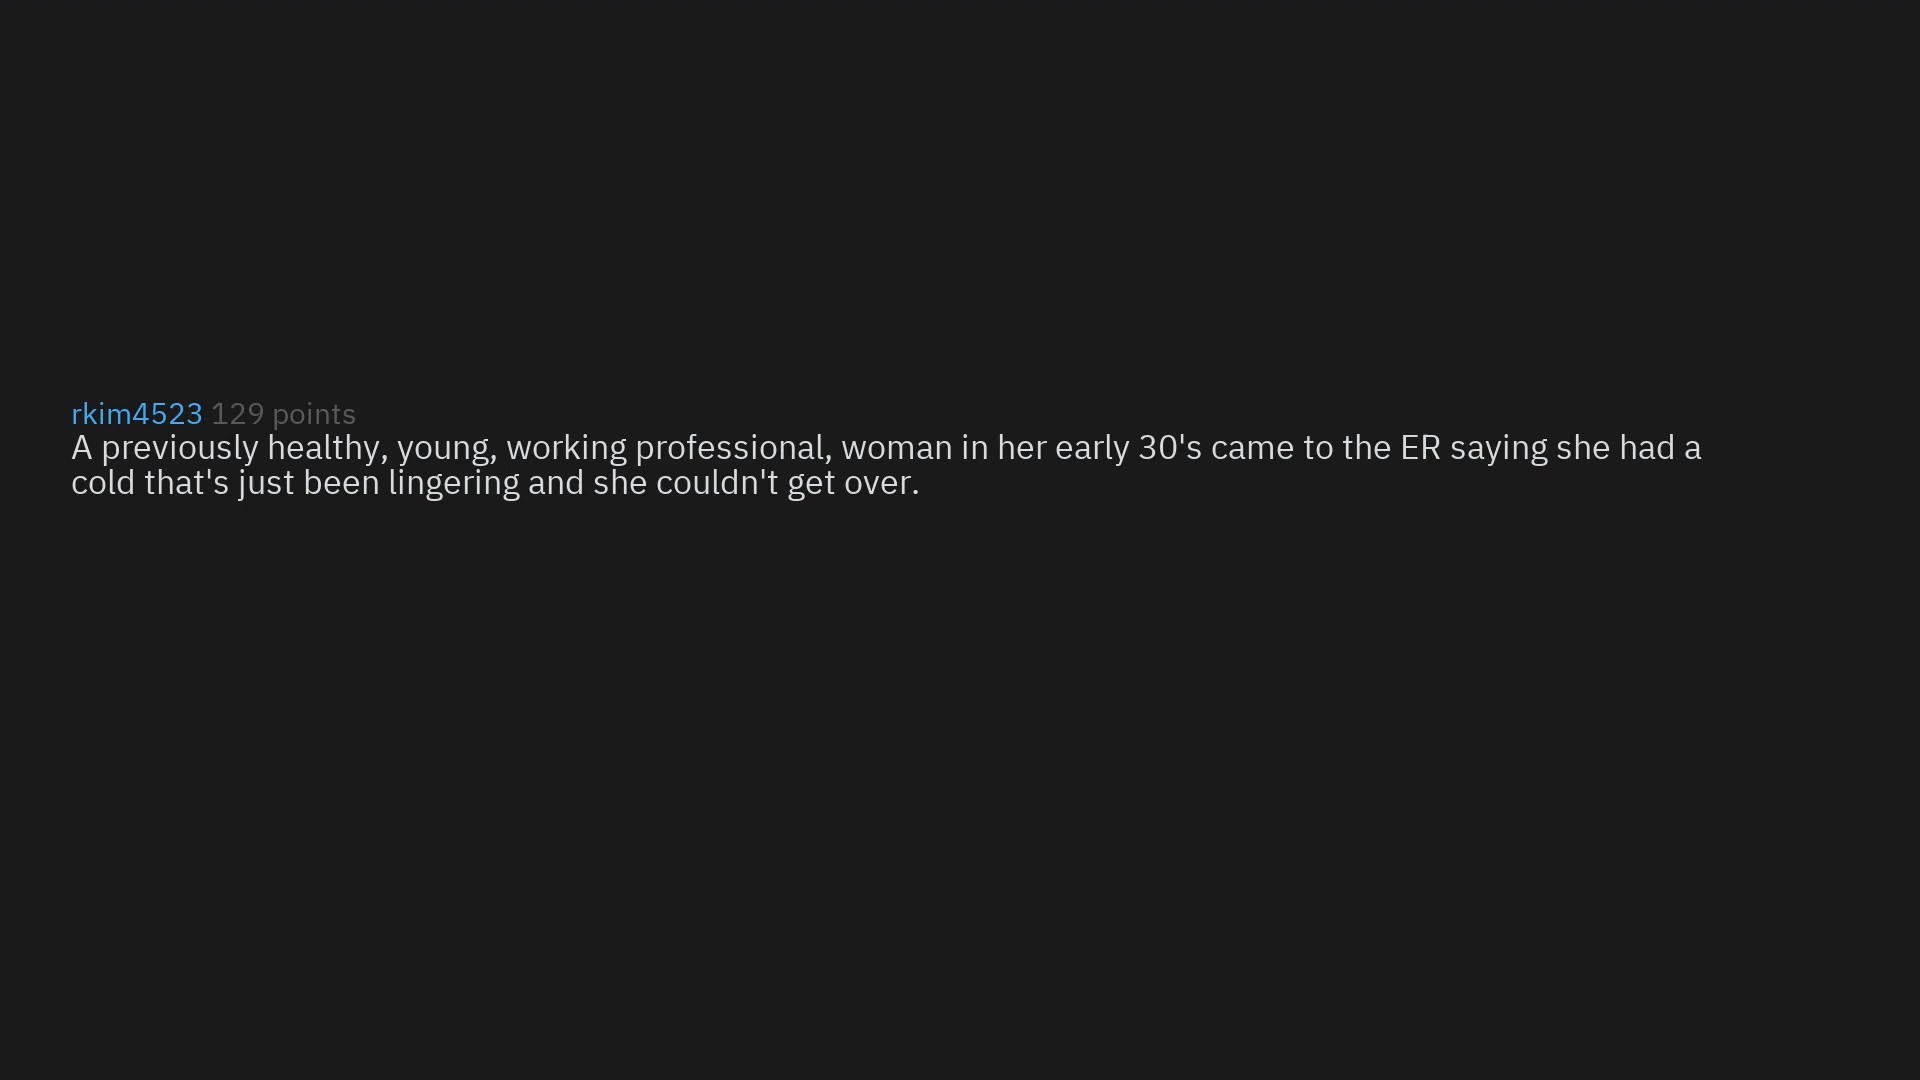 rkim4523 129 points
A previously healthy, young, working professional, woman in her early 30's came to the ER saying she had a
cold that's just been lingering and she couldn't get over.